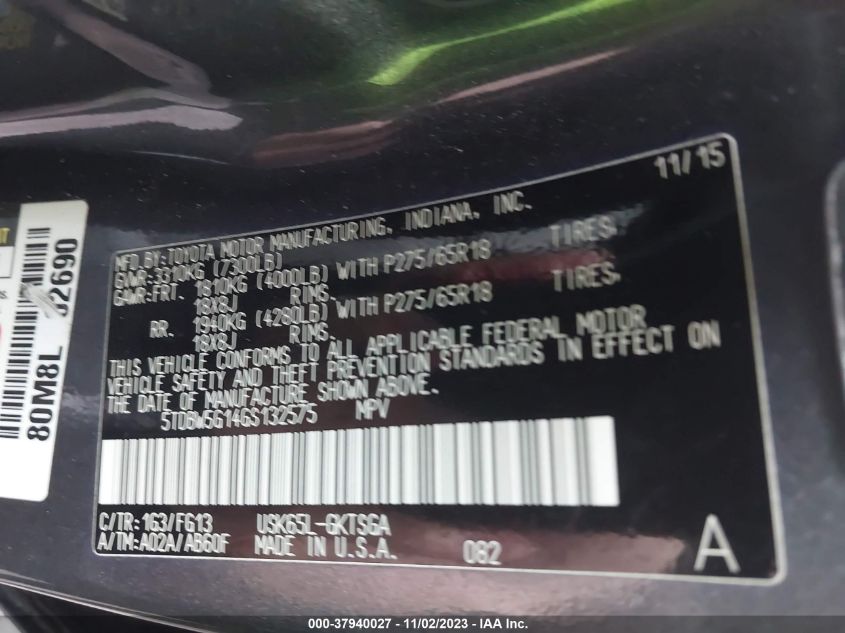 11/15
MFD.BY:TOYOTA MOTOR MANUFACTURING, INDIANA, INC.
GVWR:3310KG (7300LB)
GAWR:FRT. 1810KG (4000LB) WITH P275/65R18 TIRES,
18X8J RIMS,
RR. 1940KG (4280LB) WITH P275/65R18 TIRES,
18X8J RIMS.
THIS VEHICLE CONFORMS TO ALL APPLICABLE FEDERAL MOTOR
VEHICLE SAFETY AND THEFT PREVENTION STANDARDS IN EFFECT ON
THE DATE OF MANUFACTURE SHOWN ABOVE.
5TDBW5G14GS132575 MPV
C/TR:1G3/FG13 USK65L-GKTSGA
A/TM:A02A/AB60F MADE IN U.S.A. 082
A
80M8L 2690
000-37940027 - 11/02/2023 - IAA Inc.